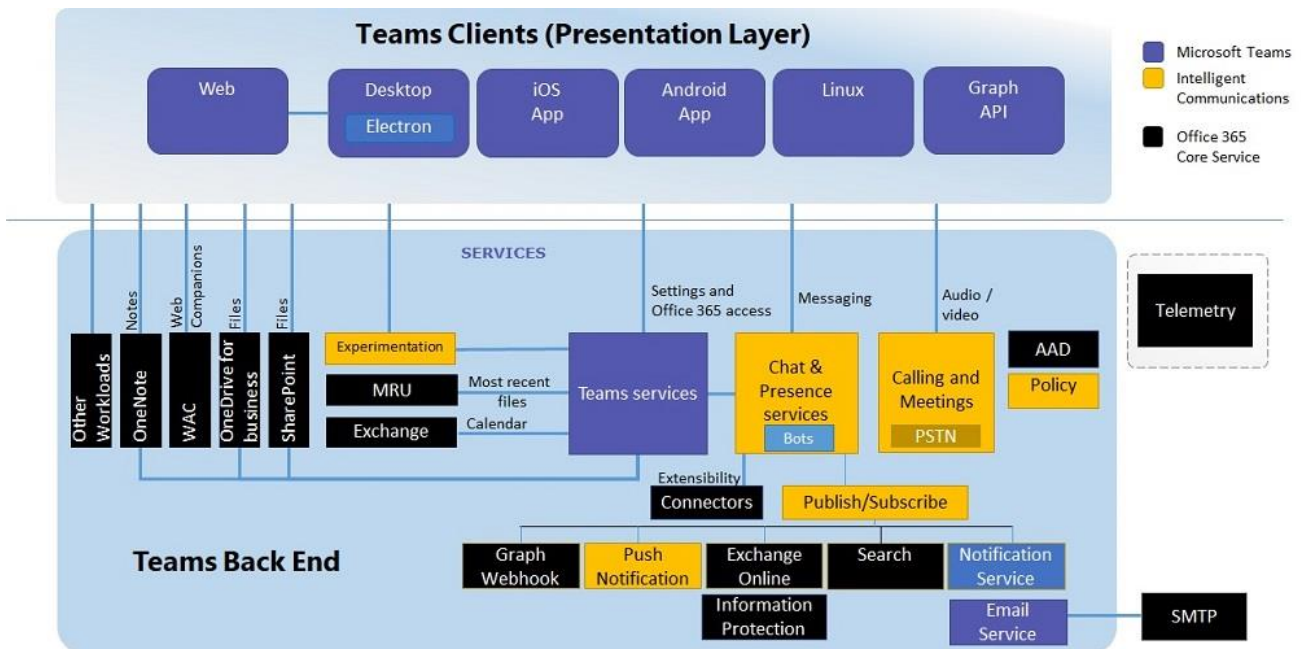 Teams Clients (Presentation Layer)
Web
Desktop
Electron
iOS
App
Android
App
Linux
Graph
API
Microsoft Teams
Intelligent
Communications
Office 365
Core Service
SERVICES
Notes
Web
Companions
Files
Files
Settings and
Office 365 access
Messaging
Audio /
video
Other
Workloads
OneNote
WAC
OneDrive for
business
SharePoint
Experimentation
MRU
Exchange
Most recent
files
Calendar
Teams services
Chat &
Presence
services
Bots
Calling and
Meetings
PSTN
AAD
Policy
Telemetry
Extensibility
Connectors
Publish/Subscribe
Teams Back End
Graph
Webhook
Push
Notification
Exchange
Online
Search
Notification
Service
Information
Protection
Email
Service
SMTP